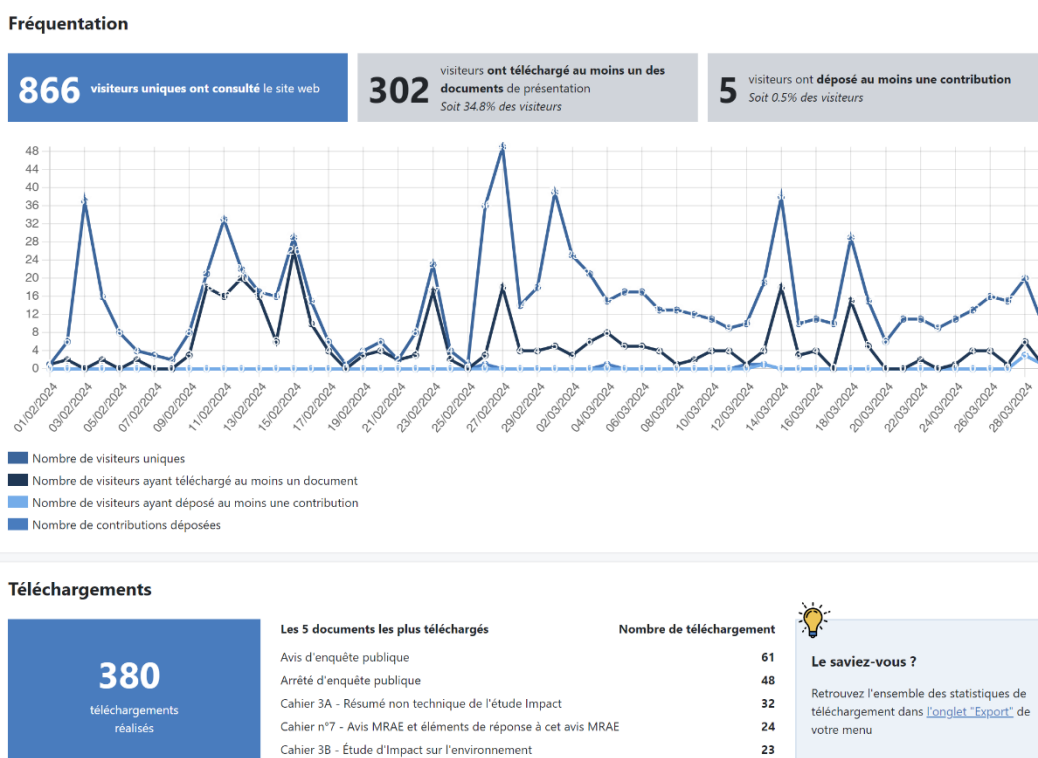 Fréquentation
866 visiteurs uniques ont consulté le site web
302 visiteurs ont téléchargé au moins un des
documents de présentation
Soit 34.8% des visiteurs
5 visiteurs ont déposé au moins une contribution
Soit 0.5% des visiteurs
48
44
40
36
32
28
24
20
16
12
8
4
0
01/02/2024
03/02/2024
05/02/2024
07/02/2024
09/02/2024
11/02/2024
13/02/2024
15/02/2024
17/02/2024
19/02/2024
21/02/2024
23/02/2024
25/02/2024
27/02/2024
29/02/2024
02/03/2024
04/03/2024
06/03/2024
08/03/2024
10/03/2024
12/03/2024
14/03/2024
16/03/2024
18/03/2024
20/03/2024
22/03/2024
24/03/2024
26/03/2024
28/03/2024
Nombre de visiteurs uniques
Nombre de visiteurs ayant téléchargé au moins un document
Nombre de visiteurs ayant déposé au moins une contribution
Nombre de contributions déposées
Téléchargements
380
téléchargements
réalisés
Les 5 documents les plus téléchargés Nombre de téléchargement
Avis d'enquête publique 61
Arrêté d'enquête publique 48
Cahier 3A - Résumé non technique de l'étude Impact 32
Cahier n°7 - Avis MRAE et éléments de réponse à cet avis MRAE 24
Cahier 3B - Étude d'Impact sur l'environnement 23
Le saviez-vous ?
Retrouvez l'ensemble des statistiques de
téléchargement dans l'onglet "Export" de
votre menu